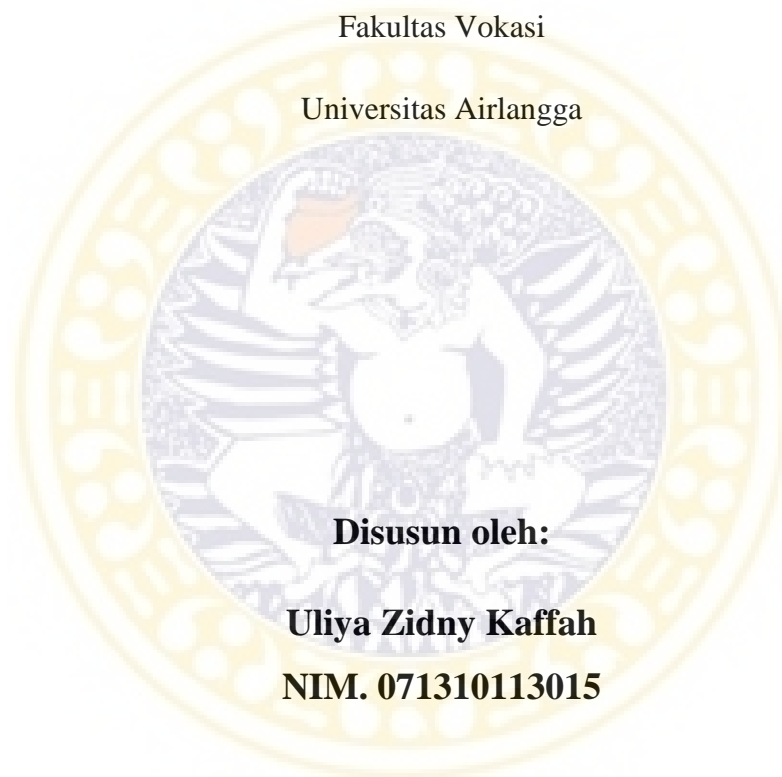 Fakultas Vokasi
Universitas Airlangga
Disusun oleh:
Uliya Zidny Kaffah
NIM. 071310113015